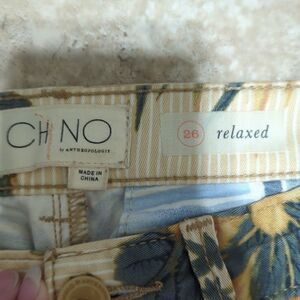 CHINO
by ANTHROPOLOGIE
26 relaxed
MADE IN
CHINA